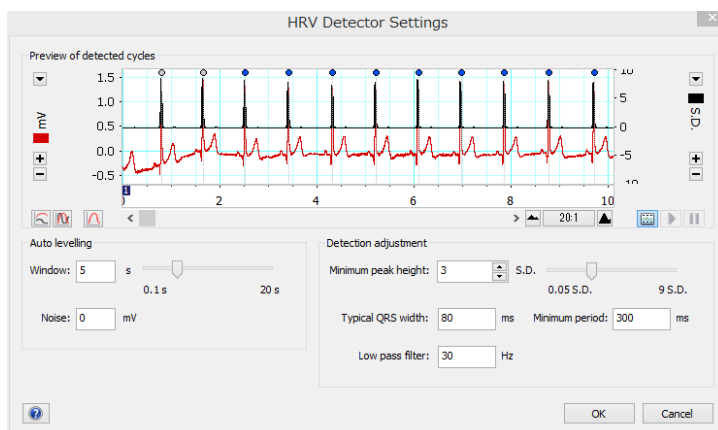 HRV Detector Settings
Preview of detected cycles
mV
1.5
1.0
0.5
0.0
-0.5
10
5
0
-5
-10
S.D.
1
2
4
6
8
10
20:1
Auto levelling
Window: 5 s
0.1 s 20 s
Noise: 0 mV
Detection adjustment
Minimum peak height: 3 S.D.
0.05 S.D. 9 S.D.
Typical QRS width: 80 ms Minimum period: 300 ms
Low pass filter: 30 Hz
OK Cancel